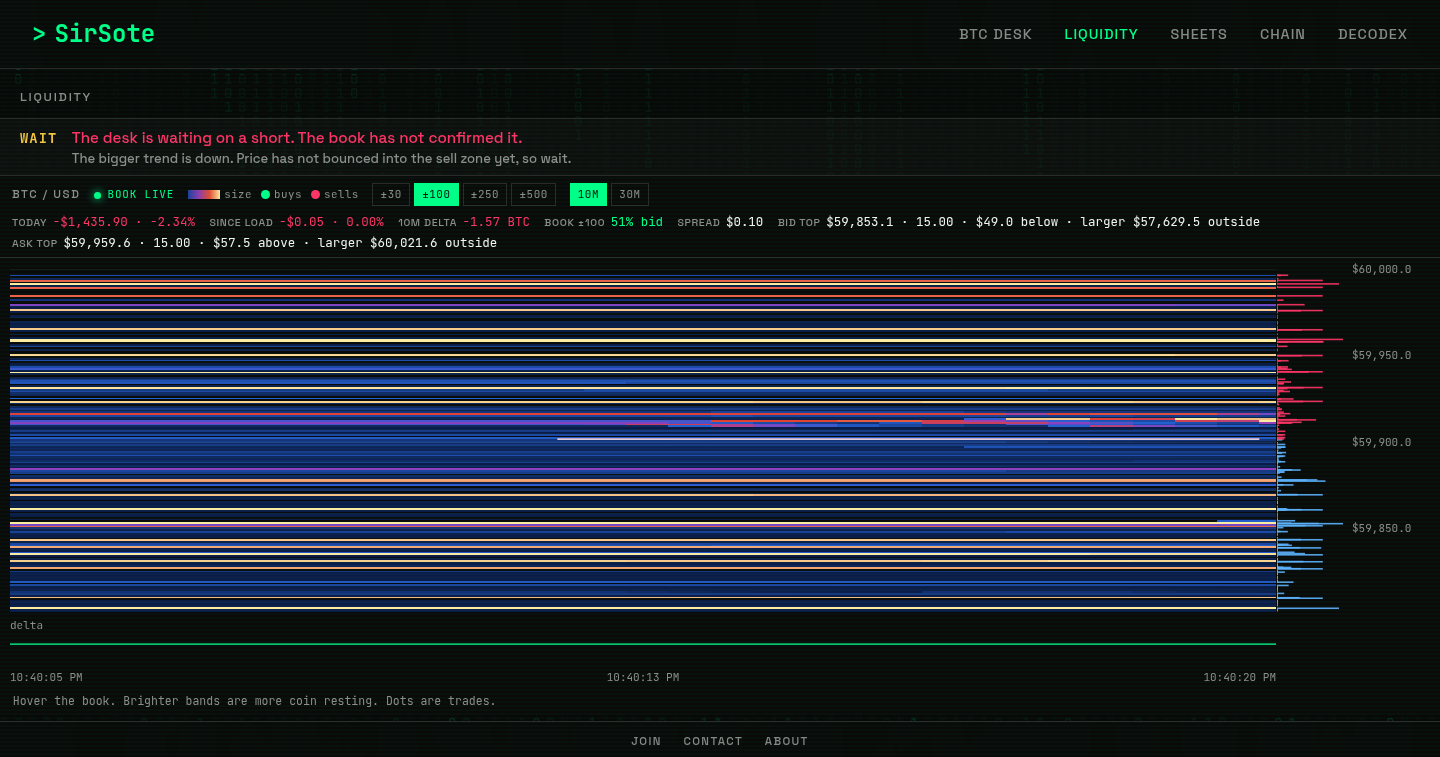 > SirSote
BTC DESK LIQUIDITY SHEETS CHAIN DECODEX
LIQUIDITY
WAIT The desk is waiting on a short. The book has not confirmed it.
The bigger trend is down. Price has not bounced into the sell zone yet, so wait.
BTC / USD BOOK LIVE size buys sells ±30 ±100 ±250 ±500 10M 30M
TODAY -$1,435.90 · -2.34% SINCE LOAD -$0.05 · 0.00% 10M DELTA -1.57 BTC BOOK ±100 51% bid SPREAD $0.10 BID TOP $59,853.1 · 15.00 · $49.0 below · larger $57,629.5 outside
ASK TOP $59,959.6 · 15.00 · $57.5 above · larger $60,021.6 outside
$60,000.0
$59,950.0
$59,900.0
$59,850.0
delta
10:40:05 PM 10:40:13 PM 10:40:20 PM
Hover the book. Brighter bands are more coin resting. Dots are trades.
JOIN CONTACT ABOUT